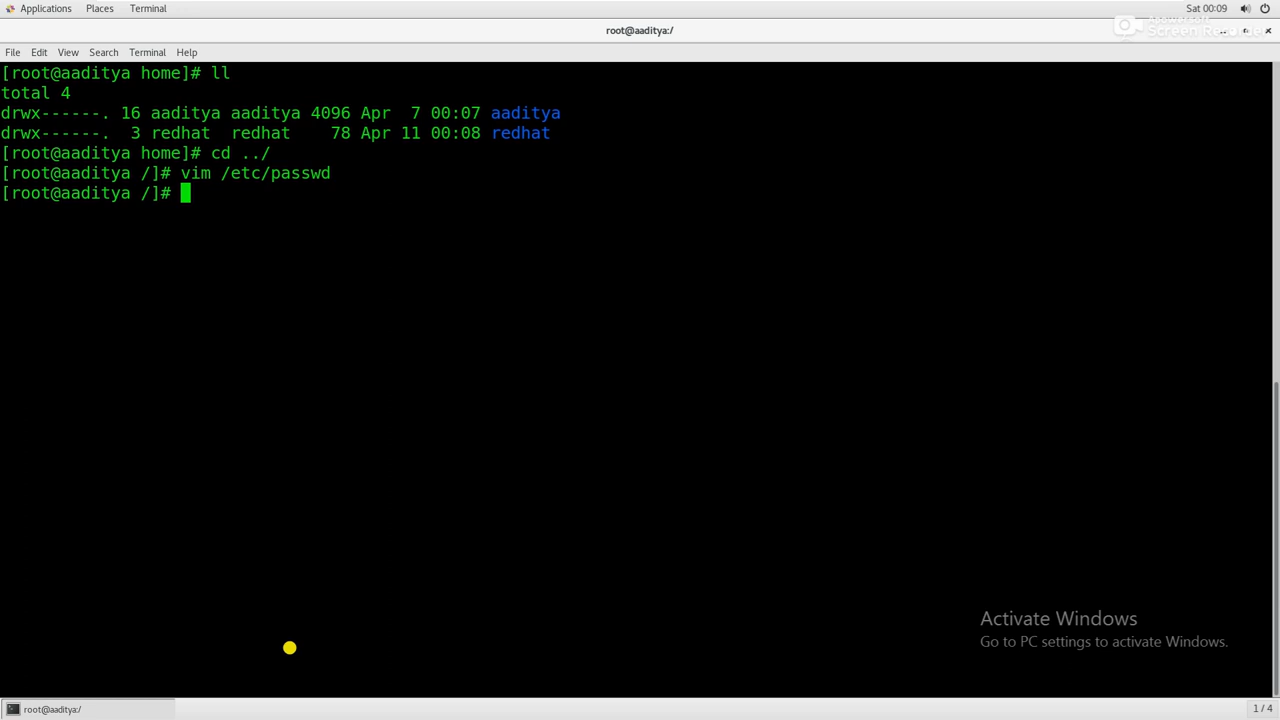 Applications Places Terminal Sat 00:09
root@aaditya:/
Screen Recorder
File Edit View Search Terminal Help
[root@aaditya home]# ll
total 4
drwx------. 16 aaditya aaditya 4096 Apr  7 00:07 aaditya
drwx------.  3 redhat  redhat    78 Apr 11 00:08 redhat
[root@aaditya home]# cd ../
[root@aaditya /]# vim /etc/passwd
[root@aaditya /]#
Activate Windows
Go to PC settings to activate Windows.
root@aaditya:/ 1 / 4